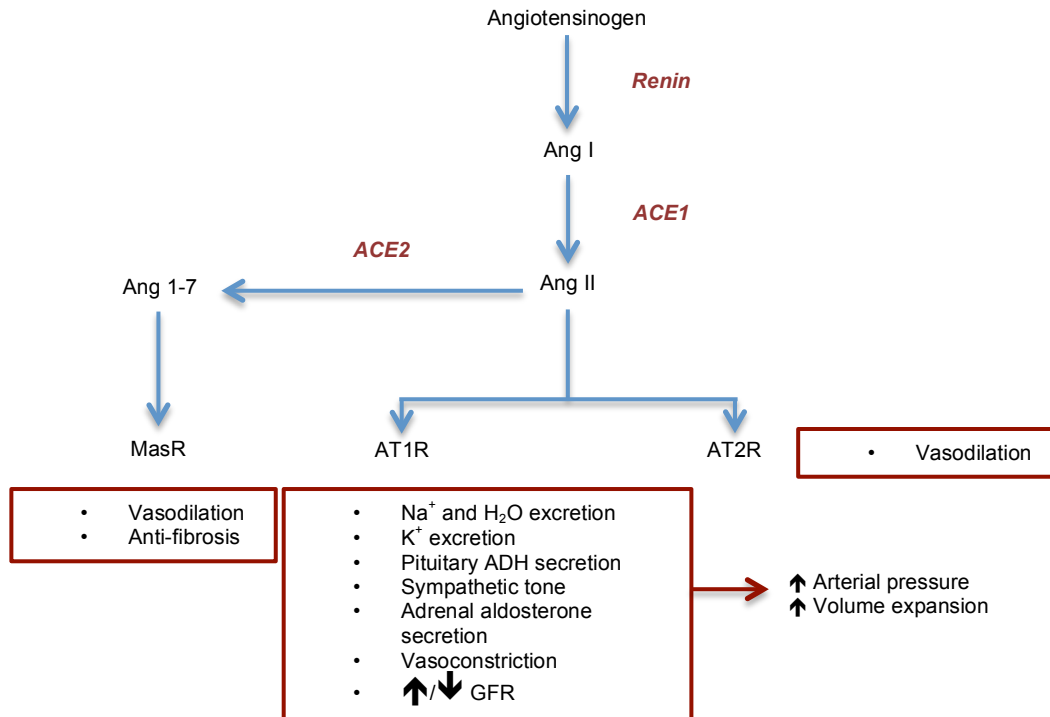 Angiotensinogen
Renin
Ang I
ACE1
ACE2
Ang 1-7
Ang II
MasR
AT1R
AT2R
• Vasodilation
• Vasodilation
• Anti-fibrosis
• Na⁺ and H₂O excretion
• K⁺ excretion
• Pituitary ADH secretion
• Sympathetic tone
• Adrenal aldosterone
secretion
• Vasoconstriction
• ↑/↓ GFR
↑ Arterial pressure
↑ Volume expansion